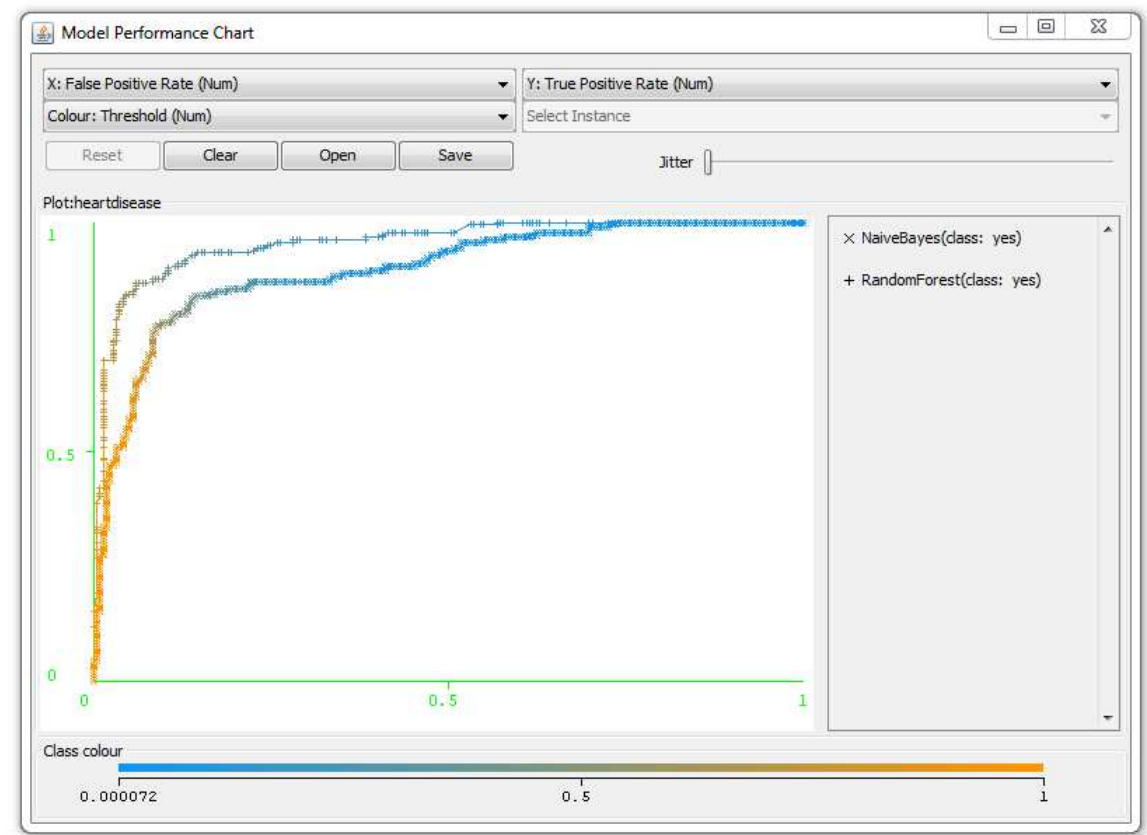 Model Performance Chart
X: False Positive Rate (Num)
Y: True Positive Rate (Num)
Colour: Threshold (Num)
Select Instance
Reset
Clear
Open
Save
Jitter
Plot:heartdisease
1
0.5
0
0
0.5
1
× NaiveBayes(class: yes)
+ RandomForest(class: yes)
Class colour
0.000072
0.5
1